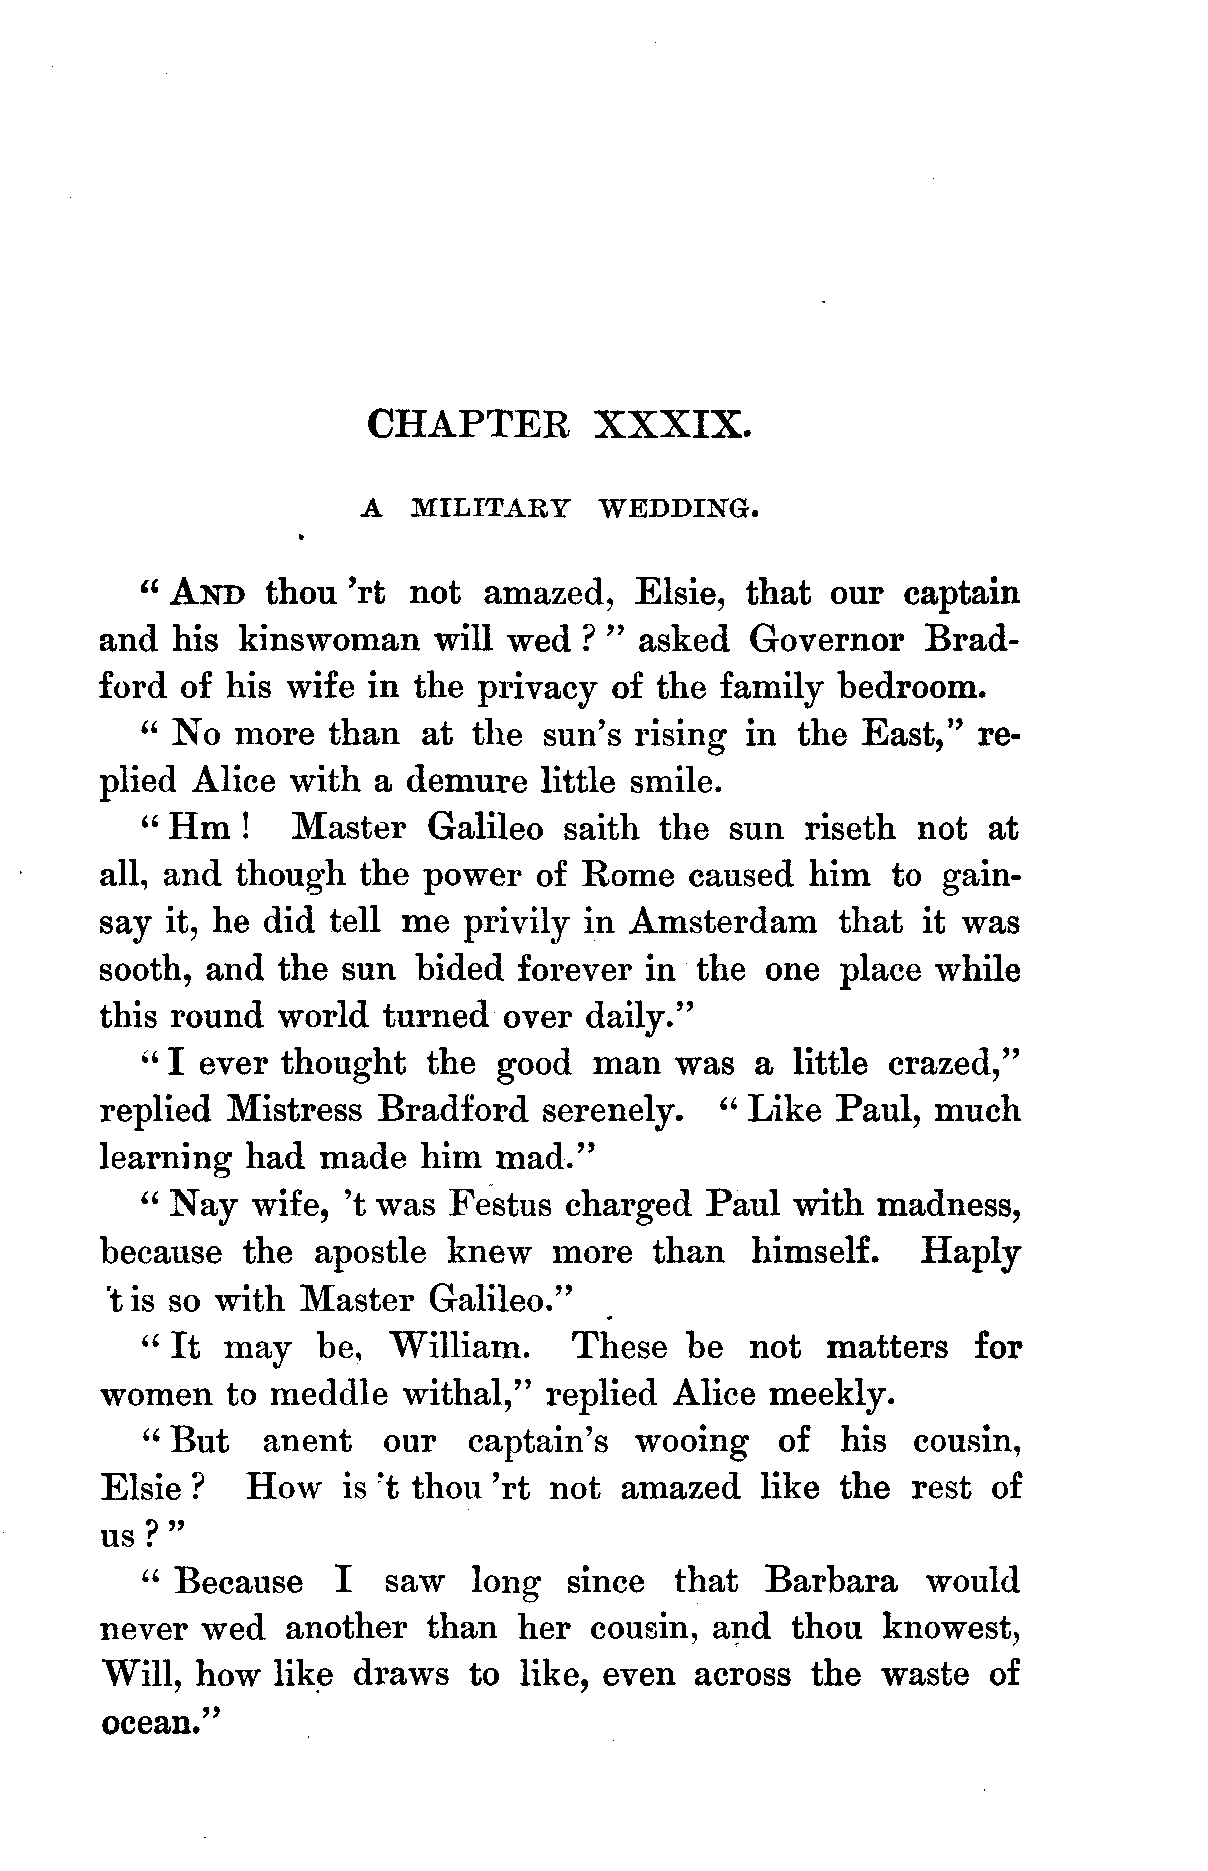 CHAPTER XXXIX.
A MILITARY WEDDING.
“ AND thou ’rt not amazed, Elsie, that our captain
and his kinswoman will wed ? ” asked Governor Brad-
ford of his wife in the privacy of the family bedroom.
“ No more than at the sun’s rising in the East,” re-
plied Alice with a demure little smile.
“ Hm ! Master Galileo saith the sun riseth not at
all, and though the power of Rome caused him to gain-
say it, he did tell me privily in Amsterdam that it was
sooth, and the sun bided forever in the one place while
this round world turned over daily.”
“ I ever thought the good man was a little crazed,”
replied Mistress Bradford serenely. “ Like Paul, much
learning had made him mad.”
“ Nay wife, ’t was Festus charged Paul with madness,
because the apostle knew more than himself. Haply
’t is so with Master Galileo.”
“ It may be, William. These be not matters for
women to meddle withal,” replied Alice meekly.
“ But anent our captain’s wooing of his cousin,
Elsie ? How is ’t thou ’rt not amazed like the rest of
us ? ”
“ Because I saw long since that Barbara would
never wed another than her cousin, and thou knowest,
Will, how like draws to like, even across the waste of
ocean.”